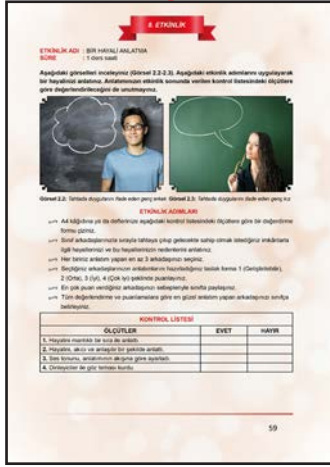 8. ETKİNLİK
ETKİNLİK ADI : BİR HAYALİ ANLATMA
SÜRE : 1 ders saati
Aşağıdaki görselleri inceleyiniz (Görsel 2.2-2.3). Aşağıdaki etkinlik adımlarını uygulayarak
bir hayalinizi anlatınız. Anlatımınızın etkinlik sonunda verilen kontrol listesindeki ölçütlere
göre değerlendirileceğini de unutmayınız.
Görsel 2.2: Tahtada duygularını ifade eden genç erkek Görsel 2.3: Tahtada duygularını ifade eden genç kız
ETKİNLİK ADIMLARI
A4 kâğıdına ya da defterinize aşağıdaki kontrol listesindeki ölçütlere göre bir değerlendirme
formu çiziniz.
Sınıf arkadaşlarınızla sırayla tahtaya çıkıp gelecekte sahip olmak istediğiniz imkânlarla
ilgili hayellerinizi ve bu hayellerinizin nedenlerini anlatınız.
Her biriniz anlatım yapan en az 3 arkadaşınızı seçiniz.
Seçtiğiniz arkadaşlarınızın anlatımlarını hazırladığınız taslak forma 1 (Geliştirilebilir),
2 (Orta), 3 (İyi), 4 (Çok iyi) şeklinde puanlayınız.
En çok puan verdiğiniz arkadaşınızı sebepleriyle sınıfta paylaşınız.
Tüm değerlendirme ve puanlamalara göre en güzel anlatım yapan arkadaşınızı sınıfça
belirleyiniz.
KONTROL LİSTESİ
ÖLÇÜTLER EVET HAYIR
1. Hayalini mantıklı bir sıra ile anlattı.
2. Hayalini, akıcı ve anlaşılır bir şekilde anlattı.
3. Ses tonunu, anlatımının akışına göre ayarladı.
4. Dinleyiciler ile göz teması kurdu.
59